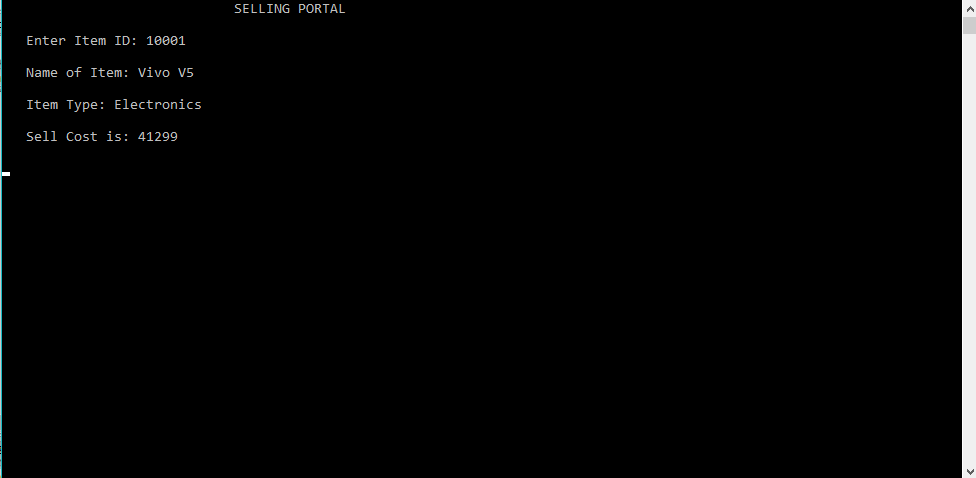 SELLING PORTAL
Enter Item ID: 10001
Name of Item: Vivo V5
Item Type: Electronics
Sell Cost is: 41299